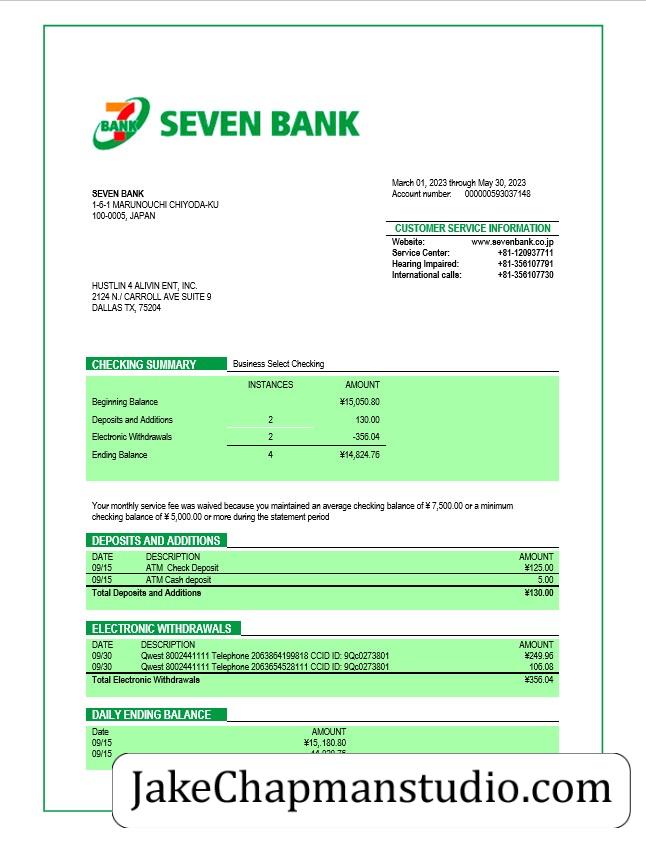 7 BANK SEVEN BANK
March 01, 2023 through May 30, 2023
Account number: 000000593037148
SEVEN BANK
1-6-1 MARUNOUCHI CHIYODA-KU
100-0005, JAPAN
CUSTOMER SERVICE INFORMATION
Website: www.sevenbank.co.jp
Service Center: +81-120937711
Hearing Impaired: +81-356107791
International calls: +81-356107730
HUSTLIN 4 ALIVIN ENT, INC.
2124 N./ CARROLL AVE SUITE 9
DALLAS TX, 75204
CHECKING SUMMARY Business Select Checking
INSTANCES AMOUNT
Beginning Balance ¥15,050.80
Deposits and Additions 2 130.00
Electronic Withdrawals 2 -356.04
Ending Balance 4 ¥14,824.76
Your monthly service fee was waived because you maintained an average checking balance of ¥ 7,500.00 or a minimum
checking balance of ¥ 5,000.00 or more during the statement period
DEPOSITS AND ADDITIONS
DATE DESCRIPTION AMOUNT
09/15 ATM Check Deposit ¥125.00
09/15 ATM Cash deposit 5.00
Total Deposits and Additions ¥130.00
ELECTRONIC WITHDRAWALS
DATE DESCRIPTION AMOUNT
09/30 Qwest 8002441111 Telephone 2063864199818 CCID ID: 9Qc0273801 ¥249.96
09/30 Qwest 8002441111 Telephone 2063654528111 CCID ID: 9Qc0273801 106.08
Total Electronic Withdrawals ¥356.04
DAILY ENDING BALANCE
Date AMOUNT
09/15 ¥15,.180.80
09/15
JakeChapmanstudio.com